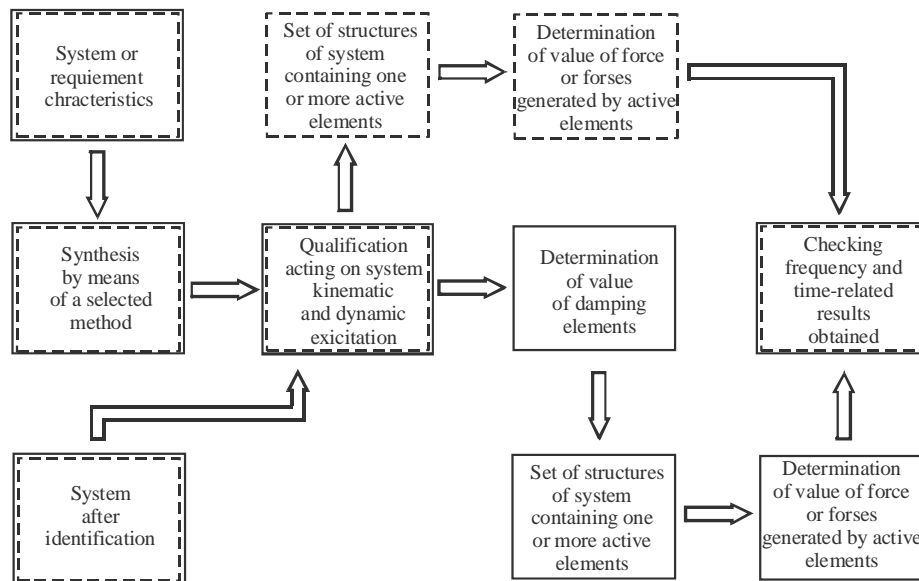 System or
requiement
chracteristics
Set of structures
of system
containing one
or more active
elements
Determination
of value of force
or forses
generated by active
elements
Synthesis
by means
of a selected
method
Qualification
acting on system
kinematic
and dynamic
exicitation
Determination
of value
of damping
elements
Checking
frequency and
time-related
results
obtained
System
after
identification
Set of structures
of system
containing one
or more active
elements
Determination
of value of force
or forses
generated by active
elements